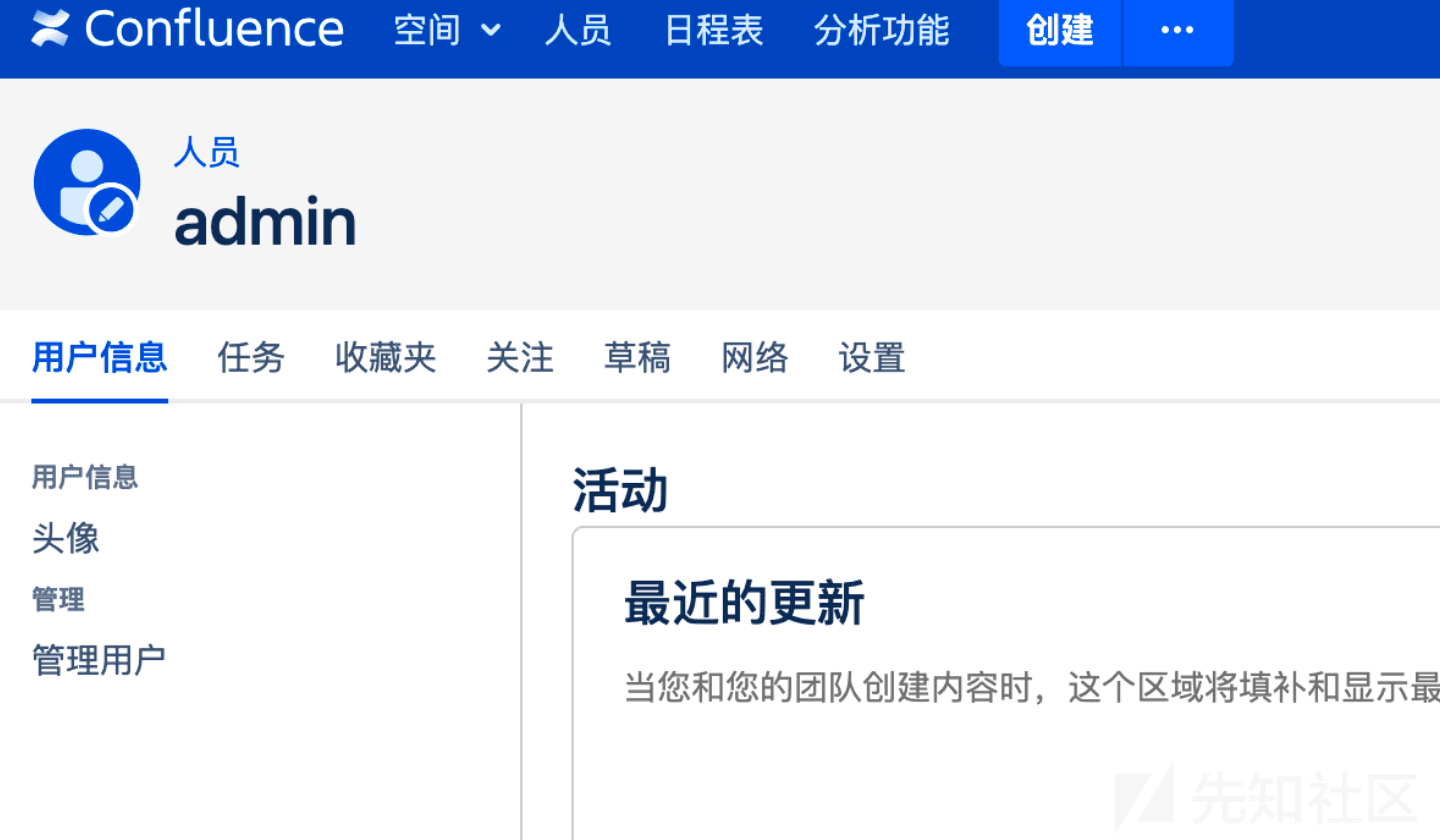 Confluence 空间 人员 日程表 分析功能 创建 •••
人员
admin
用户信息 任务 收藏夹 关注 草稿 网络 设置
用户信息
头像
管理
管理用户
活动
最近的更新
当您和您的团队创建内容时，这个区域将填补和显示最
先知社区